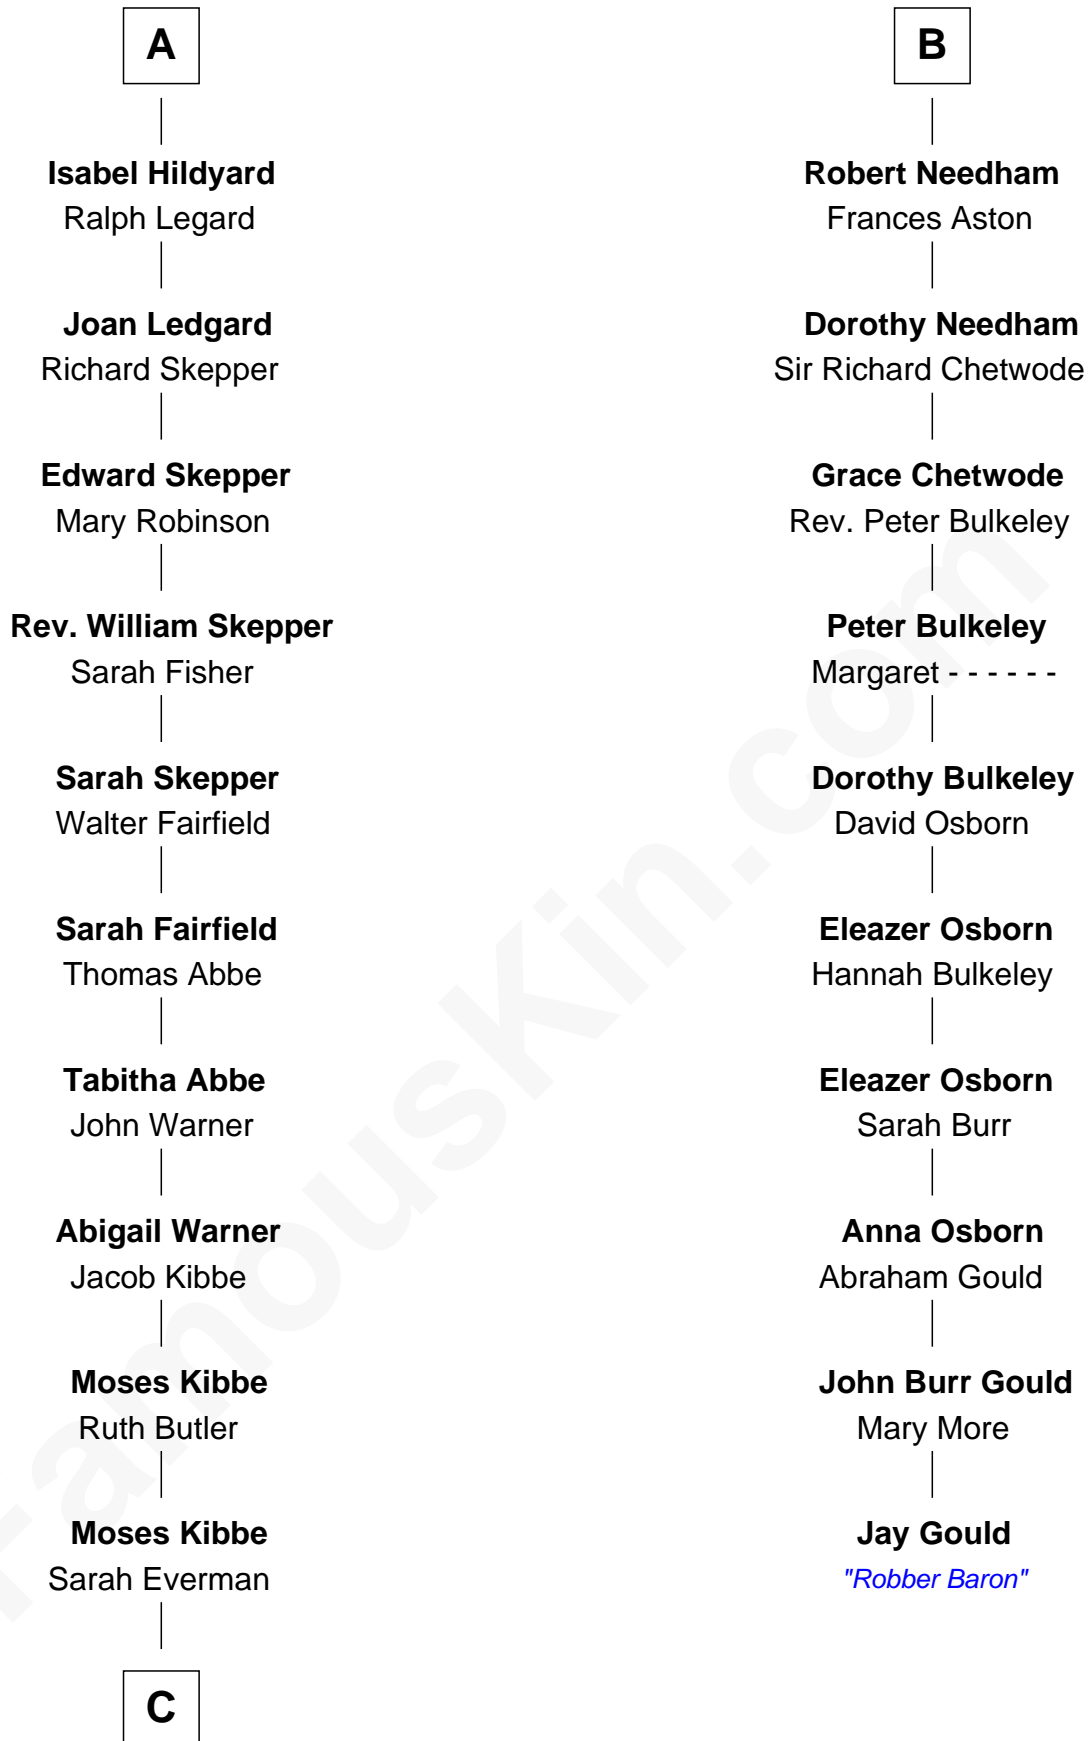 A
Isabel Hildyard
Ralph Legard
Joan Ledgard
Richard Skepper
Edward Skepper
Mary Robinson
Rev. William Skepper
Sarah Fisher
Sarah Skepper
Walter Fairfield
Sarah Fairfield
Thomas Abbe
Tabitha Abbe
John Warner
Abigail Warner
Jacob Kibbe
Moses Kibbe
Ruth Butler
Moses Kibbe
Sarah Everman
C
B
Robert Needham
Frances Aston
Dorothy Needham
Sir Richard Chetwode
Grace Chetwode
Rev. Peter Bulkeley
Peter Bulkeley
Margaret - - - - - -
Dorothy Bulkeley
David Osborn
Eleazer Osborn
Hannah Bulkeley
Eleazer Osborn
Sarah Burr
Anna Osborn
Abraham Gould
John Burr Gould
Mary More
Jay Gould
"Robber Baron"
FamousKin.com